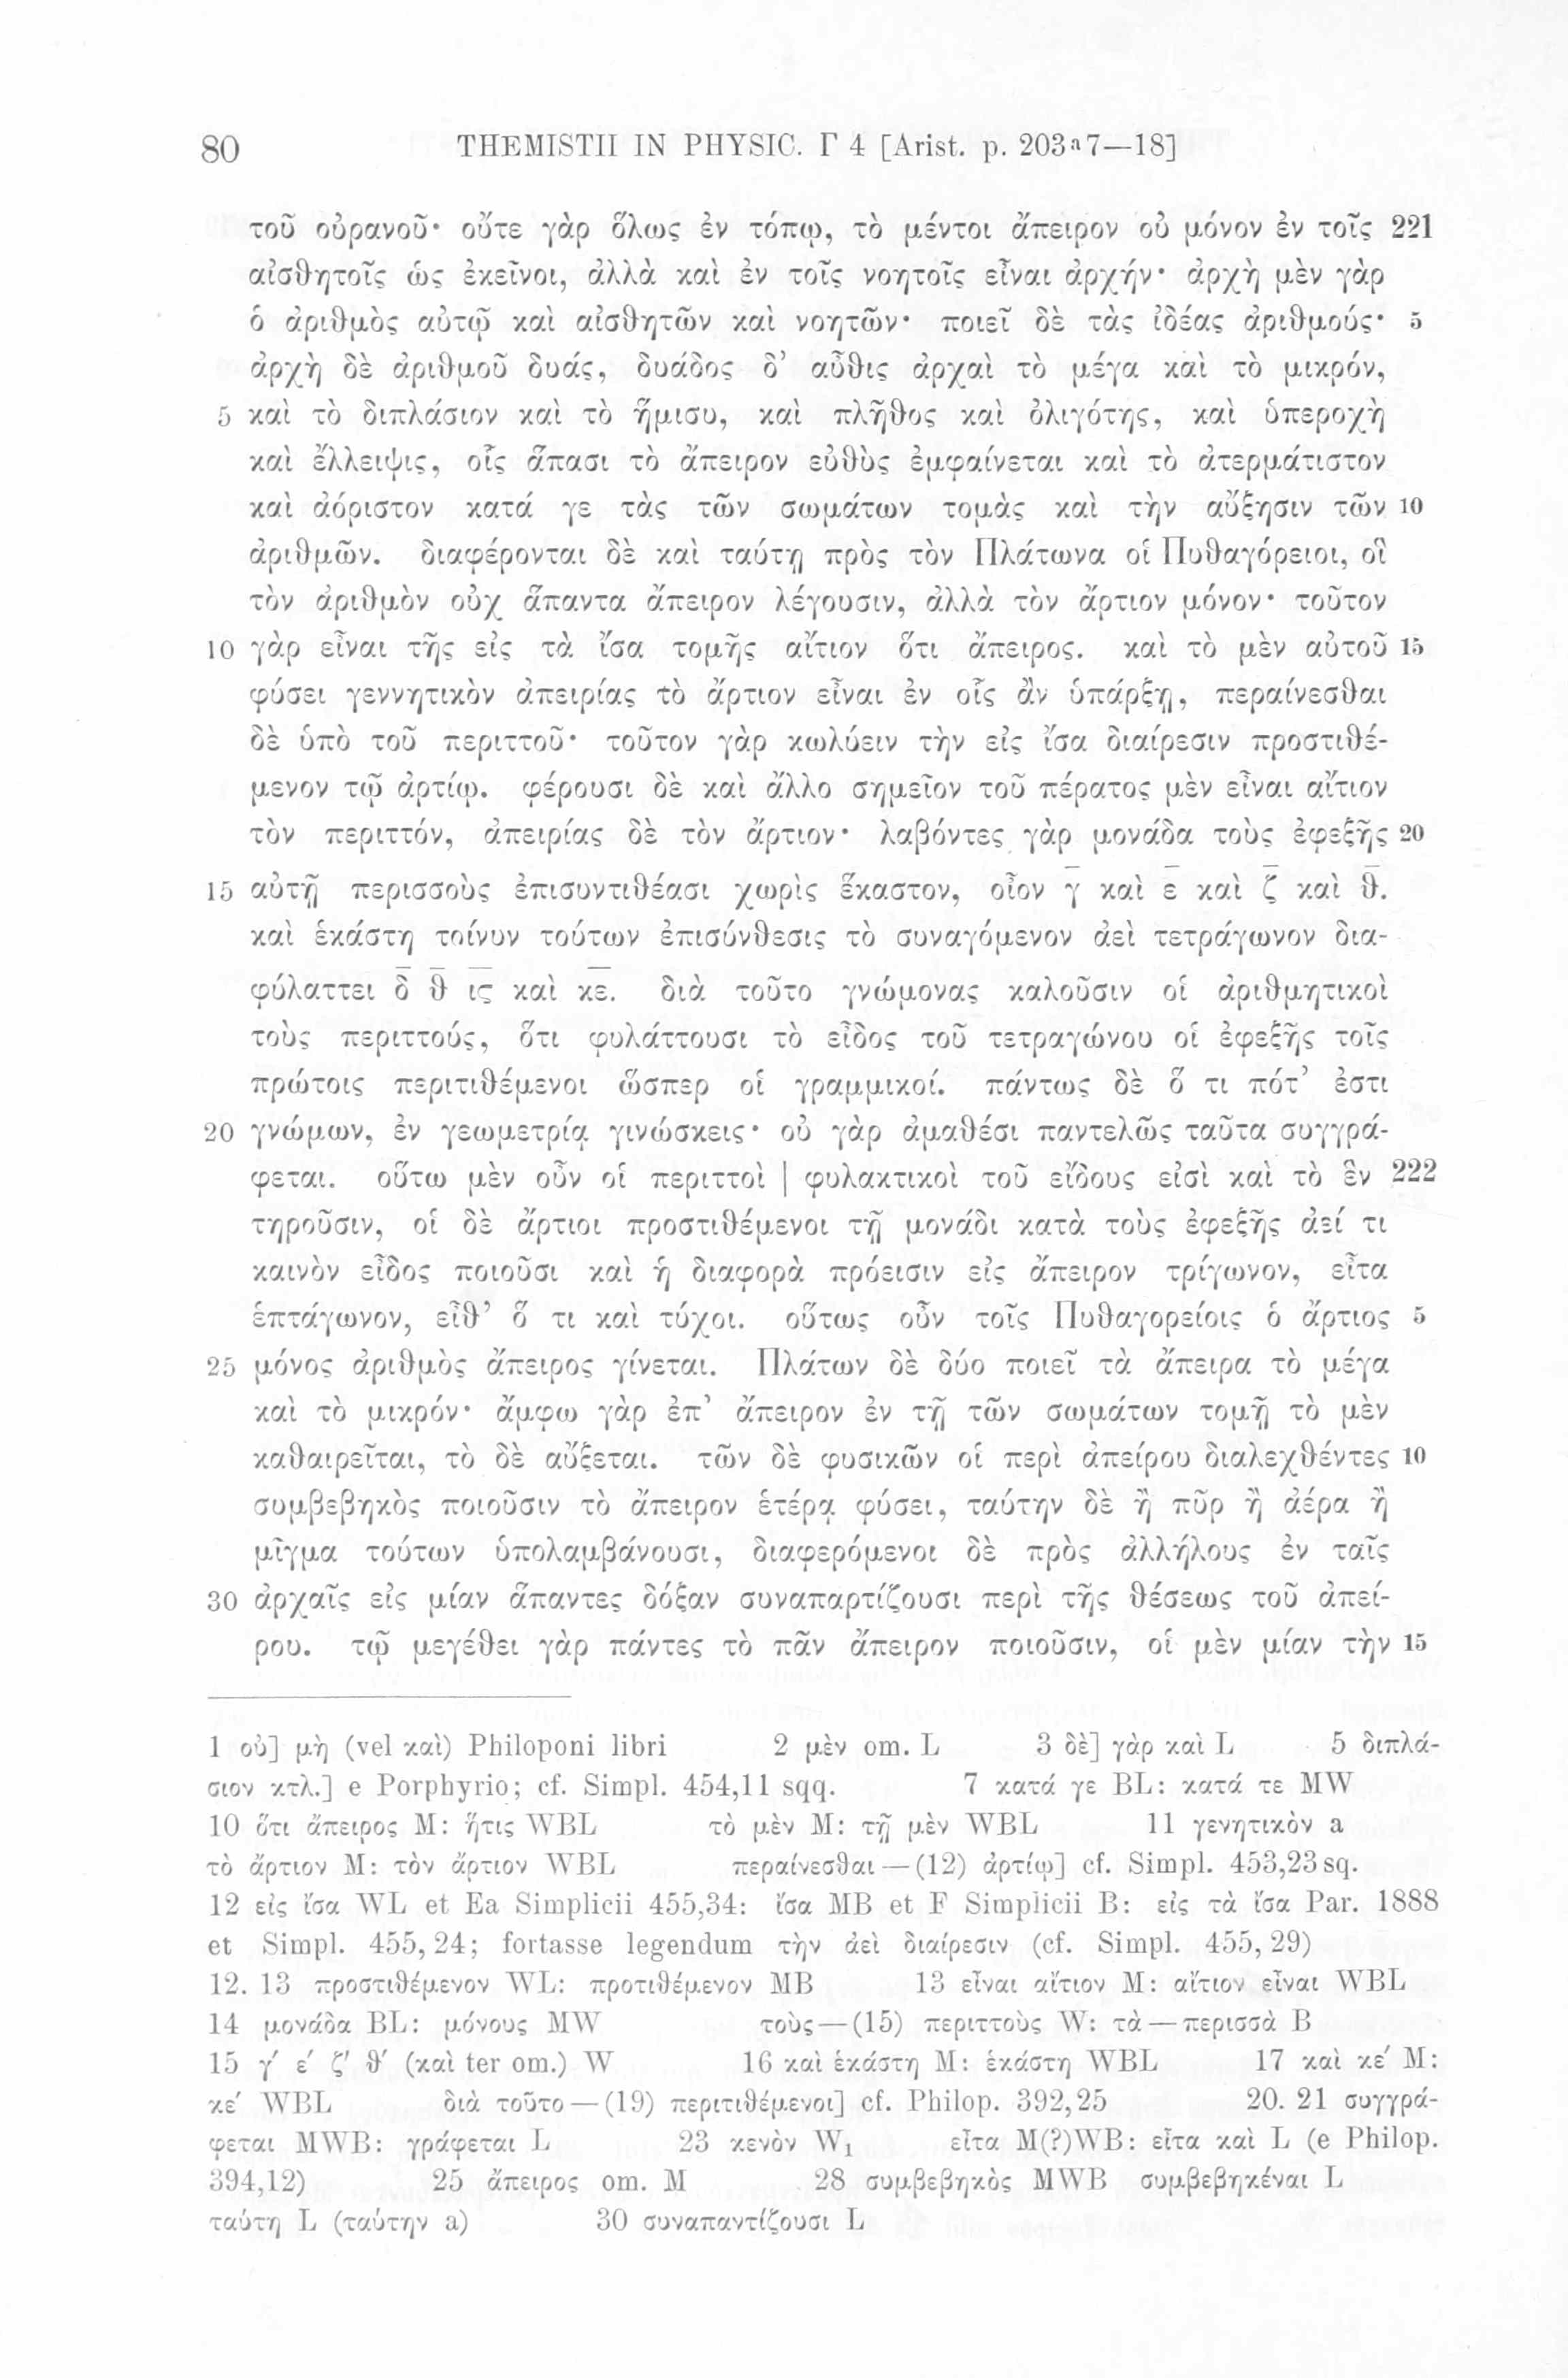 80 THEMISTII IN PHYSIC. Γ 4 [Arist. p. 203ª7—18]
τοῦ οὐρανοῦ· οὔτε γὰρ ὅλως ἐν τόπῳ, τὸ μέντοι ἄπειρον οὐ μόνον ἐν τοῖς 221
αἰσθητοῖς ὡς ἐκεῖνοι, ἀλλὰ καὶ ἐν τοῖς νοητοῖς εἶναι ἀρχήν· ἀρχὴ μὲν γὰρ
ὁ ἀριθμὸς αὐτῷ καὶ αἰσθητῶν καὶ νοητῶν· ποιεῖ δὲ τὰς ἰδέας ἀριθμούς· 5
ἀρχὴ δὲ ἀριθμοῦ δυάς, δυάδος δ’ αὖθις ἀρχαὶ τὸ μέγα καὶ τὸ μικρόν,
5 καὶ τὸ διπλάσιον καὶ τὸ ἥμισυ, καὶ πλῆθος καὶ ὀλιγότης, καὶ ὑπεροχὴ
καὶ ἔλλειψις, οἷς ἅπασι τὸ ἄπειρον εὐθὺς ἐμφαίνεται καὶ τὸ ἀτερμάτιστον
καὶ ἀόριστον κατά γε τὰς τῶν σωμάτων τομὰς καὶ τὴν αὔξησιν τῶν 10
ἀριθμῶν. διαφέρονται δὲ καὶ ταύτῃ πρὸς τὸν Πλάτωνα οἱ Πυθαγόρειοι, οἳ
τὸν ἀριθμὸν οὐχ ἅπαντα ἄπειρον λέγουσιν, ἀλλὰ τὸν ἄρτιον μόνον· τοῦτον
10 γὰρ εἶναι τῆς εἰς τὰ ἴσα τομῆς αἴτιον ὅτι ἄπειρος. καὶ τὸ μὲν αὐτοῦ 15
φύσει γεννητικὸν ἀπειρίας τὸ ἄρτιον εἶναι ἐν οἷς ἂν ὑπάρξῃ, περαίνεσθαι
δὲ ὑπὸ τοῦ περιττοῦ· τοῦτον γὰρ κωλύειν τὴν εἰς ἴσα διαίρεσιν προστιθέ-
μενον τῷ ἀρτίῳ. φέρουσι δὲ καὶ ἄλλο σημεῖον τοῦ πέρατος μὲν εἶναι αἴτιον
τὸν περιττόν, ἀπειρίας δὲ τὸν ἄρτιον· λαβόντες γὰρ μονάδα τοὺς ἐφεξῆς 20
15 αὐτῇ περισσοὺς ἐπισυντιθέασι χωρὶς ἕκαστον, οἷον γ̅ καὶ ε̅ καὶ ζ̅ καὶ θ̅.
καὶ ἑκάστη τοίνυν τούτων ἐπισύνθεσις τὸ συναγόμενον ἀεὶ τετράγωνον δια-
φύλαττει δ̅ θ̅ ι̅ς̅ καὶ κ̅ε̅. διὰ τοῦτο γνώμονας καλοῦσιν οἱ ἀριθμητικοὶ
τοὺς περιττούς, ὅτι φυλάττουσι τὸ εἶδος τοῦ τετραγώνου οἱ ἐφεξῆς τοῖς
πρώτοις περιτιθέμενοι ὥσπερ οἱ γραμμικοί. πάντως δὲ ὅ τι πότ’ ἐστι
20 γνώμων, ἐν γεωμετρίᾳ γινώσκεις· οὐ γὰρ ἀμαθέσι παντελῶς ταῦτα συγγρά-
φεται. οὕτω μὲν οὖν οἱ περιττοὶ | φυλακτικοὶ τοῦ εἴδους εἰσὶ καὶ τὸ ἓν 222
τηροῦσιν, οἱ δὲ ἄρτιοι προστιθέμενοι τῇ μονάδι κατὰ τοὺς ἐφεξῆς ἀεί τι
καινὸν εἶδος ποιοῦσι καὶ ἡ διαφορὰ πρόεισιν εἰς ἄπειρον τρίγωνον, εἶτα
ἑπτάγωνον, εἶθ’ ὅ τι καὶ τύχοι. οὕτως οὖν τοῖς Πυθαγορείοις ὁ ἄρτιος 5
25 μόνος ἀριθμὸς ἄπειρος γίνεται. Πλάτων δὲ δύο ποιεῖ τὰ ἄπειρα τὸ μέγα
καὶ τὸ μικρόν· ἄμφω γὰρ ἐπ’ ἄπειρον ἐν τῇ τῶν σωμάτων τομῇ τὸ μὲν
καθαιρεῖται, τὸ δὲ αὔξεται. τῶν δὲ φυσικῶν οἱ περὶ ἀπείρου διαλεχθέντες 10
συμβεβηκὸς ποιοῦσιν τὸ ἄπειρον ἑτέρᾳ φύσει, ταύτην δὲ ἢ πῦρ ἢ ἀέρα ἢ
μῖγμα τούτων ὑπολαμβάνουσι, διαφερόμενοι δὲ πρὸς ἀλλήλους ἐν ταῖς
30 ἀρχαῖς εἰς μίαν ἅπαντες δόξαν συναπαρτίζουσι περὶ τῆς θέσεως τοῦ ἀπεί-
ρου. τῷ μεγέθει γὰρ πάντες τὸ πᾶν ἄπειρον ποιοῦσιν, οἱ μὲν μίαν τὴν 15
1 οὐ] μὴ (vel καὶ) Philoponi libri 2 μὲν om. L 3 δὲ] γὰρ καὶ L 5 διπλά-
σιον κτλ.] e Porphyrio; cf. Simpl. 454,11 sqq. 7 κατά γε BL: κατά τε MW
10 ὅτι ἄπειρος M: ἥτις WBL τὸ μὲν M: τῇ μὲν WBL 11 γενητικὸν a
τὸ ἄρτιον M: τὸν ἄρτιον WBL περαίνεσθαι — (12) ἀρτίῳ] cf. Simpl. 453,23 sq.
12 εἰς ἴσα WL et Ea Simplicii 455,34: ἴσα MB et F Simplicii B: εἰς τὰ ἴσα Par. 1888
et Simpl. 455, 24; fortasse legendum τὴν ἀεὶ διαίρεσιν (cf. Simpl. 455, 29)
12. 13 προστιθέμενον WL: προτιθέμενον MB 13 εἶναι αἴτιον M: αἴτιον εἶναι WBL
14 μονάδα BL: μόνους MW τοὺς — (15) περιττοὺς W: τὰ — περισσὰ B
15 γ′ ε′ ζ′ θ′ (καὶ ter om.) W 16 καὶ ἑκάστη M: ἑκάστη WBL 17 καὶ κε′ M:
κε′ WBL διὰ τοῦτο — (19) περιτιθέμενοι] cf. Philop. 392,25 20. 21 συγγρά-
φεται MWB: γράφεται L 23 κενὸν W₁ εἶτα M(?)WB: εἶτα καὶ L (e Philop.
394,12) 25 ἄπειρος om. M 28 συμβεβηκὸς MWB συμβεβηκέναι L
ταύτῃ L (ταύτην a) 30 συναπαντίζουσι L